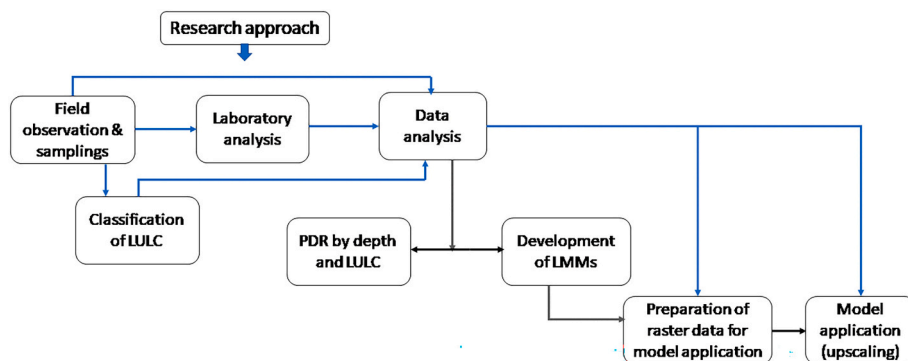 Research approach
Field
observation &
samplings
Laboratory
analysis
Data
analysis
Classification
of LULC
PDR by depth
and LULC
Development
of LMMs
Preparation of
raster data for
model application
Model
application
(upscaling)